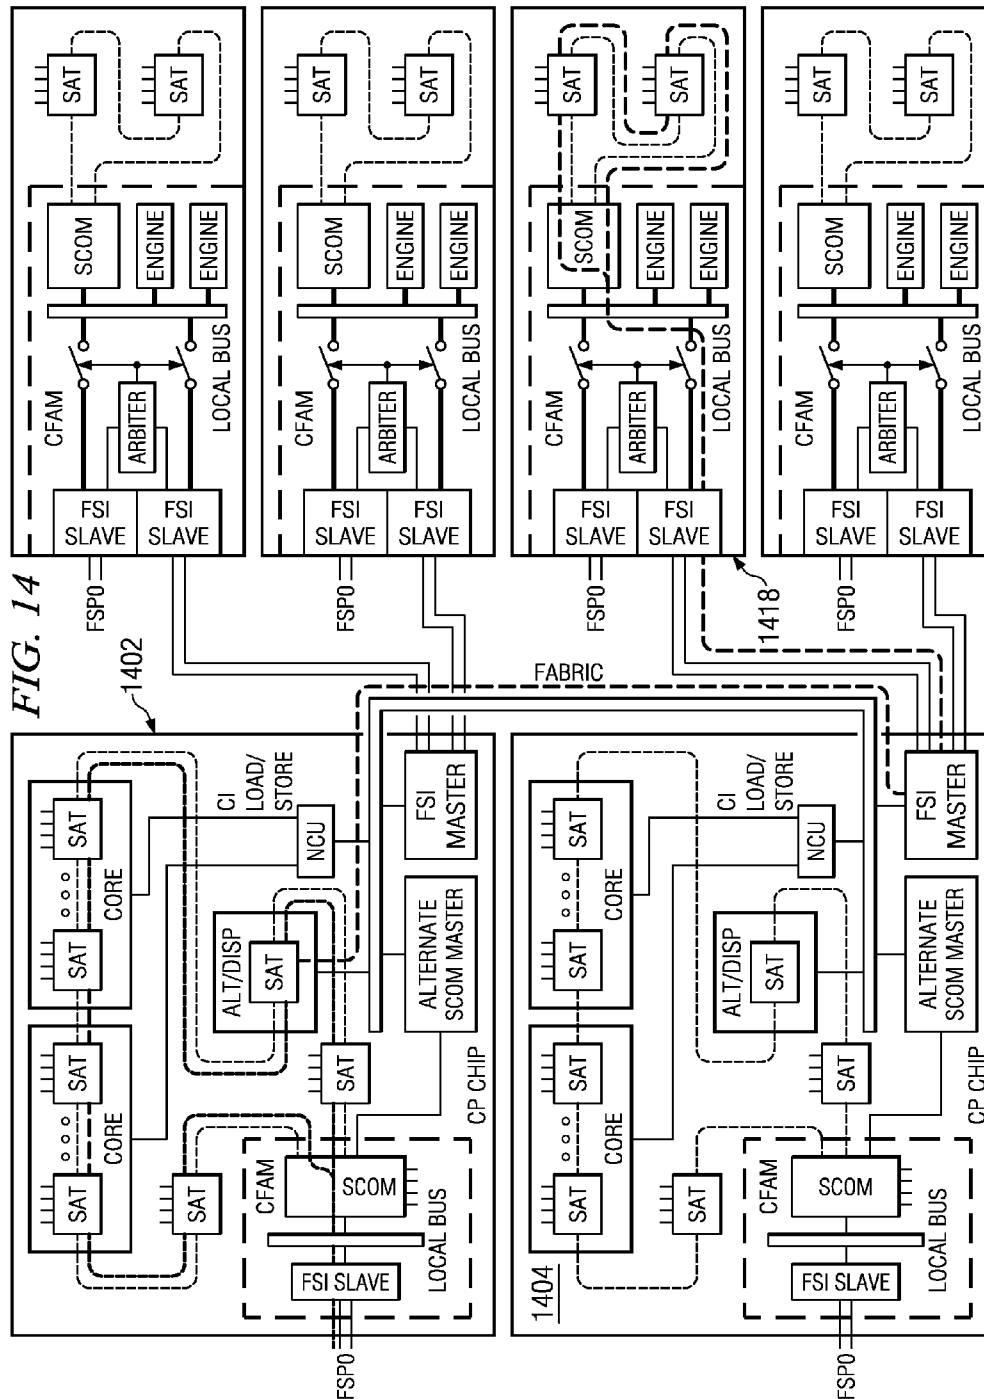 FIG. 14
1402
SAT
SAT
SAT
SAT
CORE
CORE
SAT
ALT/DISP
SAT
CI LOAD/
STORE
NCU
SAT
CFAM
SCOM
FSI SLAVE
LOCAL BUS
FSP0
ALTERNATE
SCOM MASTER
FSI
MASTER
CP CHIP
FABRIC
1404
SAT
SAT
SAT
SAT
CORE
CORE
SAT
ALT/DISP
SAT
CI LOAD/
STORE
NCU
SAT
CFAM
SCOM
FSI SLAVE
LOCAL BUS
FSP0
ALTERNATE
SCOM MASTER
FSI
MASTER
CP CHIP
FSP0
FSI
SLAVE
FSI
SLAVE
CFAM
ARBITER
LOCAL BUS
SCOM
ENGINE
ENGINE
SAT
SAT
FSP0
FSI
SLAVE
FSI
SLAVE
CFAM
ARBITER
LOCAL BUS
SCOM
ENGINE
ENGINE
SAT
SAT
1418
FSP0
FSI
SLAVE
FSI
SLAVE
CFAM
ARBITER
LOCAL BUS
SCOM
ENGINE
ENGINE
SAT
SAT
FSP0
FSI
SLAVE
FSI
SLAVE
CFAM
ARBITER
LOCAL BUS
SCOM
ENGINE
ENGINE
SAT
SAT